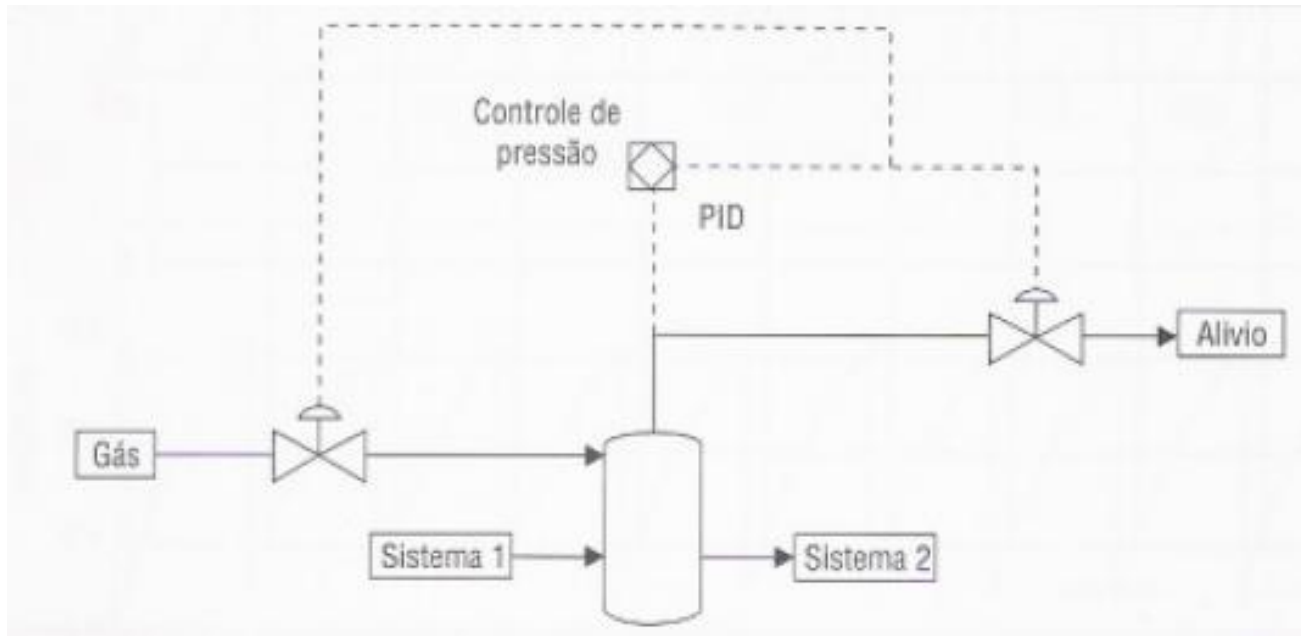 Controle de
pressão
PID
Alivio
Gás
Sistema 1
Sistema 2